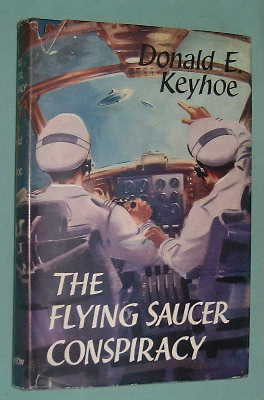 Donald E.
Keyhoe
THE
FLYING SAUCER
CONSPIRACY